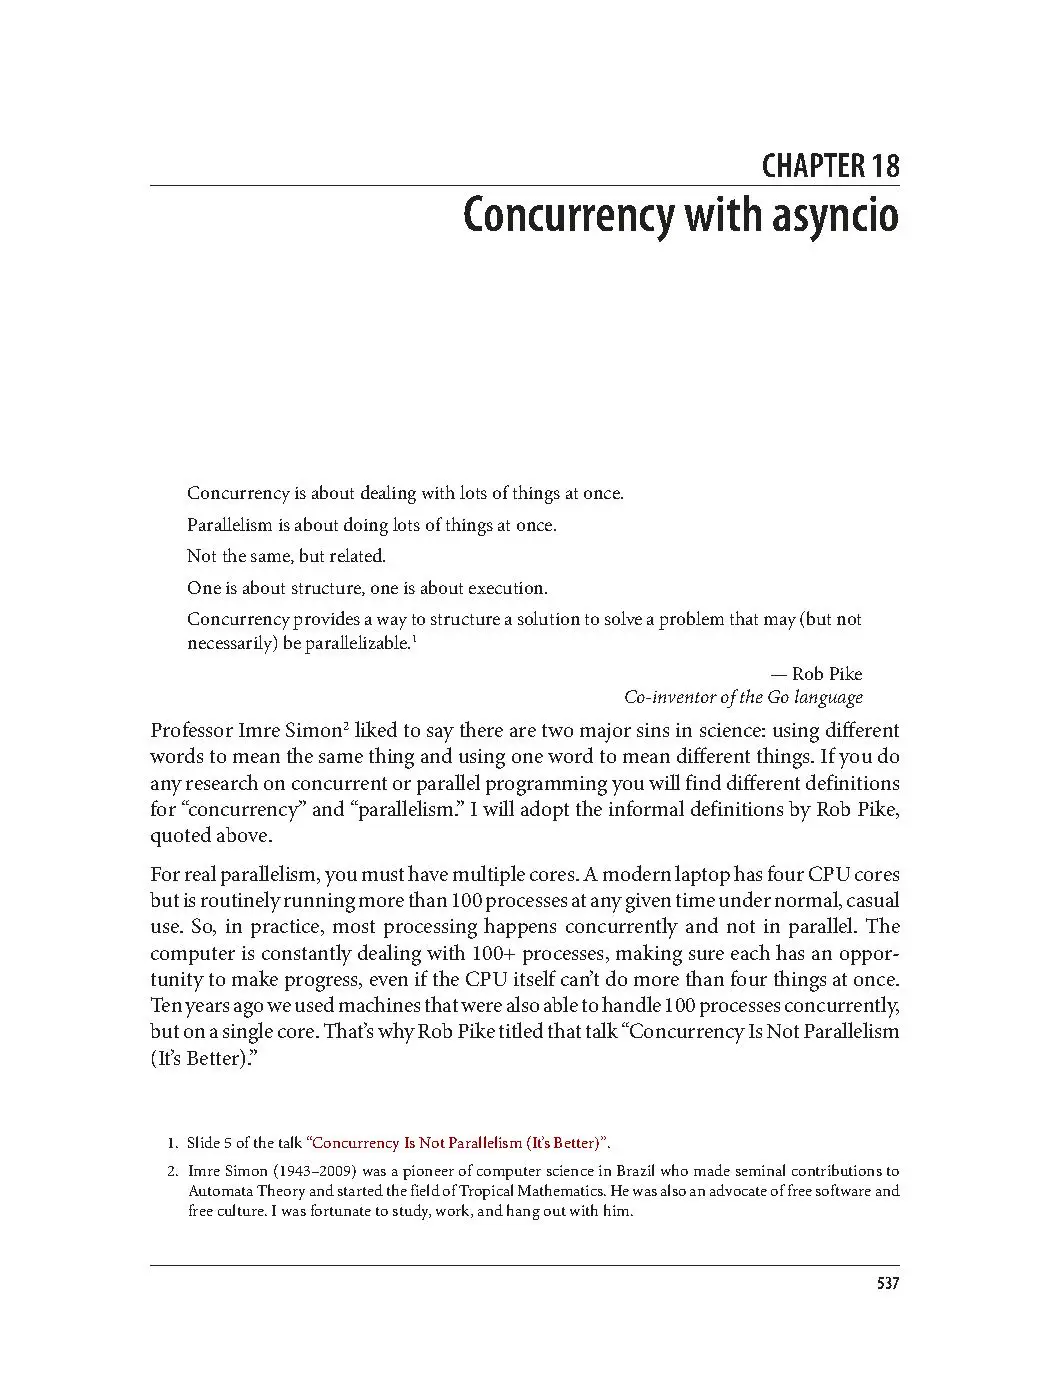 CHAPTER 18
Concurrency with asyncio
Concurrency is about dealing with lots of things at once.
Parallelism is about doing lots of things at once.
Not the same, but related.
One is about structure, one is about execution.
Concurrency provides a way to structure a solution to solve a problem that may (but not
necessarily) be parallelizable.¹
— Rob Pike
Co-inventor of the Go language
Professor Imre Simon² liked to say there are two major sins in science: using different
words to mean the same thing and using one word to mean different things. If you do
any research on concurrent or parallel programming you will find different definitions
for “concurrency” and “parallelism.” I will adopt the informal definitions by Rob Pike,
quoted above.
For real parallelism, you must have multiple cores. A modern laptop has four CPU cores
but is routinely running more than 100 processes at any given time under normal, casual
use. So, in practice, most processing happens concurrently and not in parallel. The
computer is constantly dealing with 100+ processes, making sure each has an oppor-
tunity to make progress, even if the CPU itself can’t do more than four things at once.
Ten years ago we used machines that were also able to handle 100 processes concurrently,
but on a single core. That’s why Rob Pike titled that talk “Concurrency Is Not Parallelism
(It’s Better).”
1. Slide 5 of the talk “Concurrency Is Not Parallelism (It’s Better)”.
2. Imre Simon (1943–2009) was a pioneer of computer science in Brazil who made seminal contributions to
Automata Theory and started the field of Tropical Mathematics. He was also an advocate of free software and
free culture. I was fortunate to study, work, and hang out with him.
537